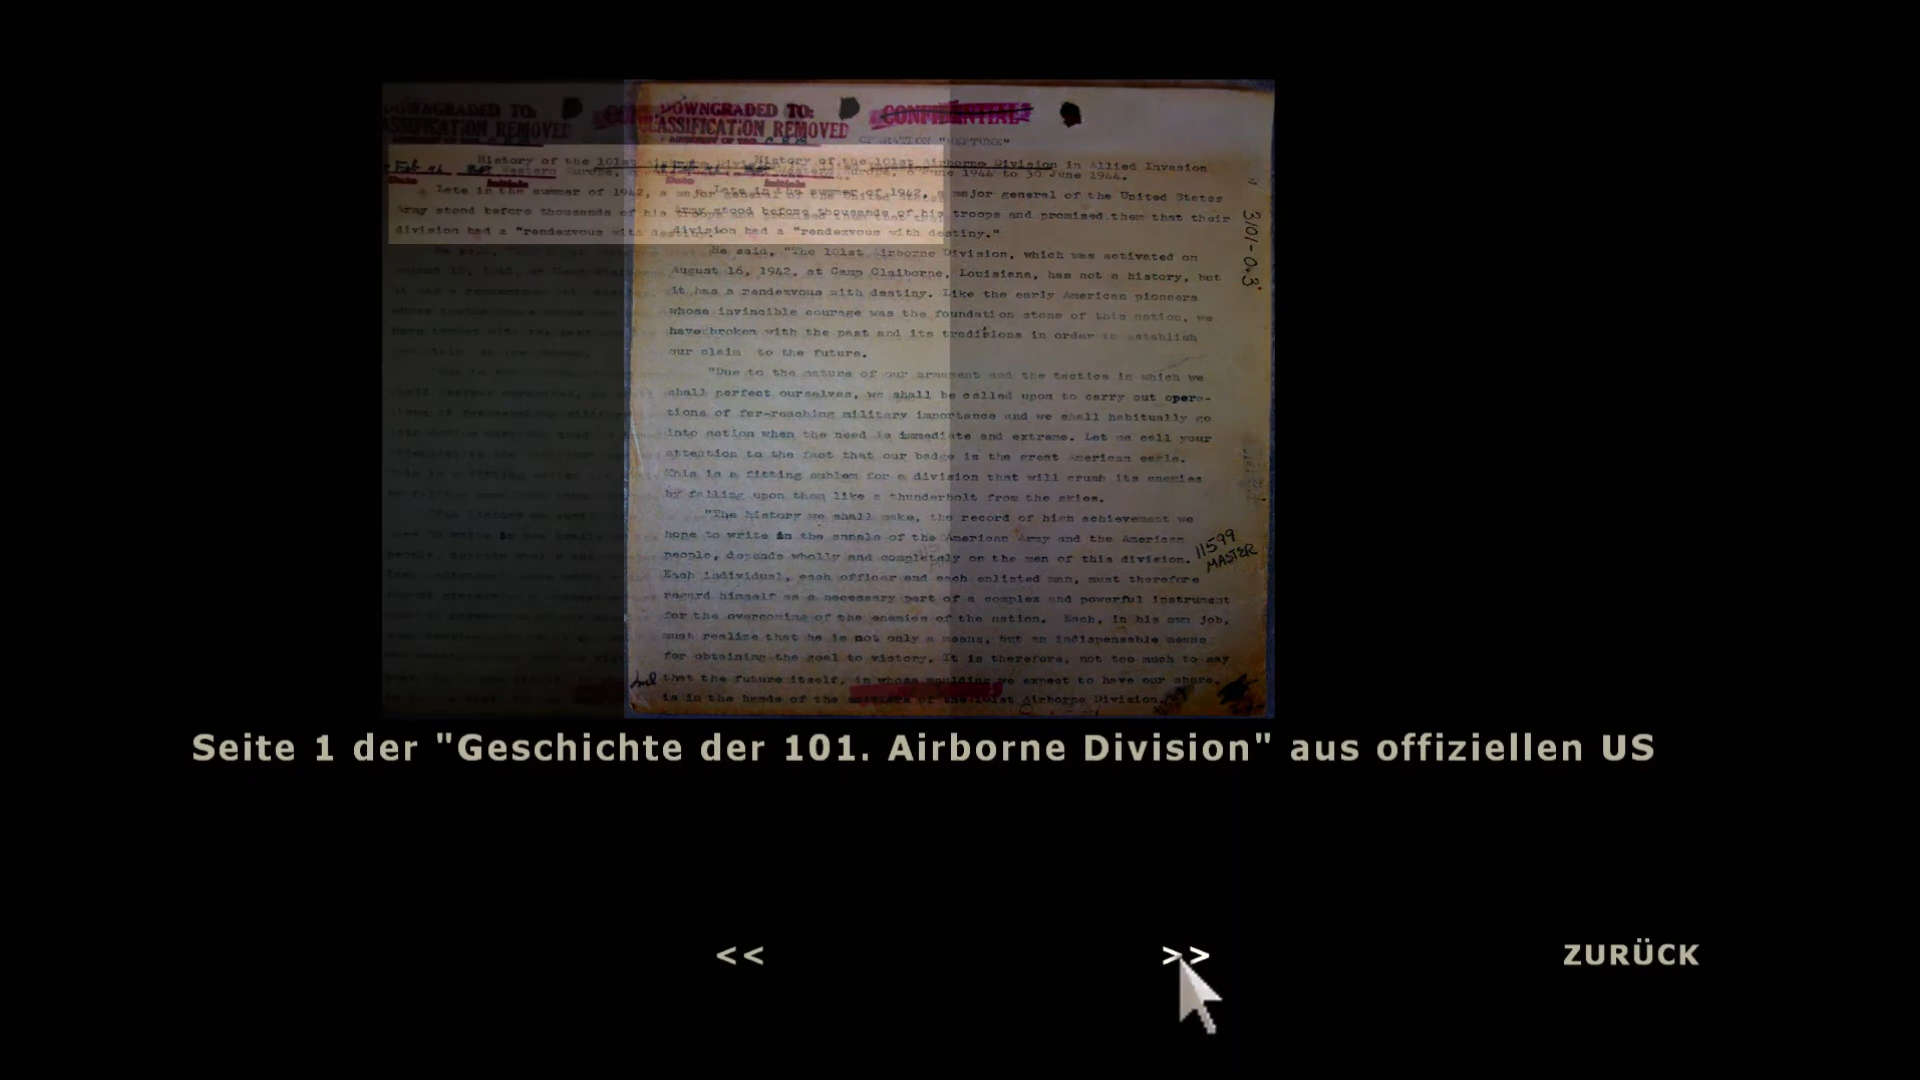 DOWNGRADED TO:
CLASSIFICATION REMOVED
CONFIDENTIAL
OPERATION "NEPTUNE"
History of the 101st Airborne Division in Allied Invasion
Western Europe, 6 June 1944 to 30 June 1944.
Late in the summer of 1942, a major general of the United States
Army stood before thousands of his troops and promised them that their
division had a "rendezvous with destiny."
He said, "The 101st Airborne Division, which was activated on
August 16, 1942, at Camp Claiborne, Louisiana, has not a history, but
it has a rendezvous with destiny. Like the early American pioneers
whose invincible courage was the foundation stone of this nation, we
have broken with the past and its traditions in order to establish
our claim to the future.
"Due to the nature of our armament and the tactics in which we
shall perfect ourselves, we shall be called upon to carry out opera-
tions of far-reaching military importance and we shall habitually go
into action when the need is immediate and extreme. Let me call your
attention to the fact that our badge is the great American eagle.
This is a fitting emblem for a division that will crush its enemies
by falling upon them like a thunderbolt from the skies.
"The history we shall make, the record of high achievement we
hope to write in the annals of the American Army and the American
people, depends wholly and completely on the men of this division.
Each individual, each officer and each enlisted man, must therefore
regard himself as a necessary part of a complex and powerful instrument
for the overcoming of the enemies of the nation. Each, in his own job,
must realize that he is not only a means, but an indispensable means
for obtaining the goal to victory. It is therefore, not too much to say
that the future itself, in whose moulding we expect to have our share,
is in the hands of the soldiers of the 101st Airborne Division.
3101-0.3
11599
MASTER
Seite 1 der "Geschichte der 101. Airborne Division" aus offiziellen US
<<
>>
ZURÜCK